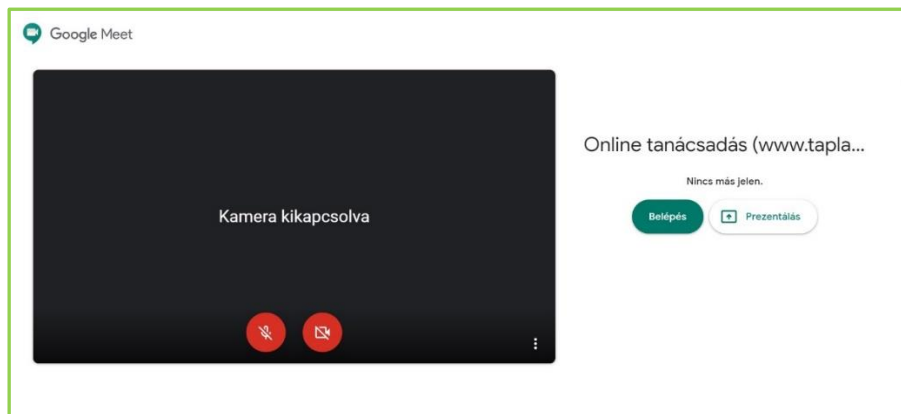 Google Meet
Kamera kikapcsolva
Online tanácsadás (www.tapla...
Nincs más jelen.
Belépés
Prezentálás